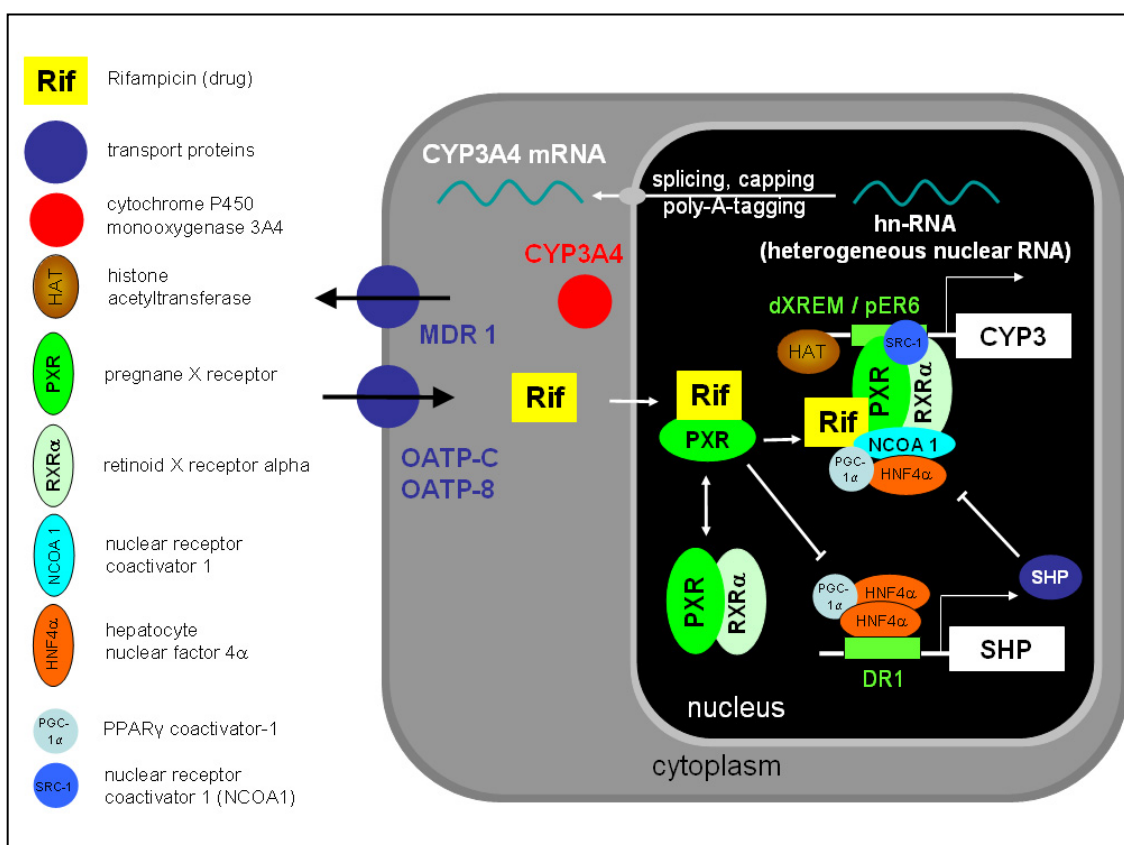 Rif
Rifampicin (drug)
transport proteins
cytochrome P450
monooxygenase 3A4
HAT
histone
acetyltransferase
PXR
pregnane X receptor
RXRα
retinoid X receptor alpha
NCOA 1
nuclear receptor
coactivator 1
HNF4α
hepatocyte
nuclear factor 4α
PGC-
1α
PPARγ coactivator-1
SRC-1
nuclear receptor
coactivator 1 (NCOA1)
CYP3A4 mRNA
splicing, capping
poly-A-tagging
hn-RNA
(heterogeneous nuclear RNA)
CYP3A4
MDR 1
dXREM / pER6
HAT
SRC-1
CYP3
PXR
RXRα
Rif
Rif
PXR
Rif
NCOA 1
PGC-
1α
HNF4α
OATP-C
OATP-8
PXR
RXRα
SHP
PGC-
1α
HNF4α
HNF4α
SHP
DR1
nucleus
cytoplasm